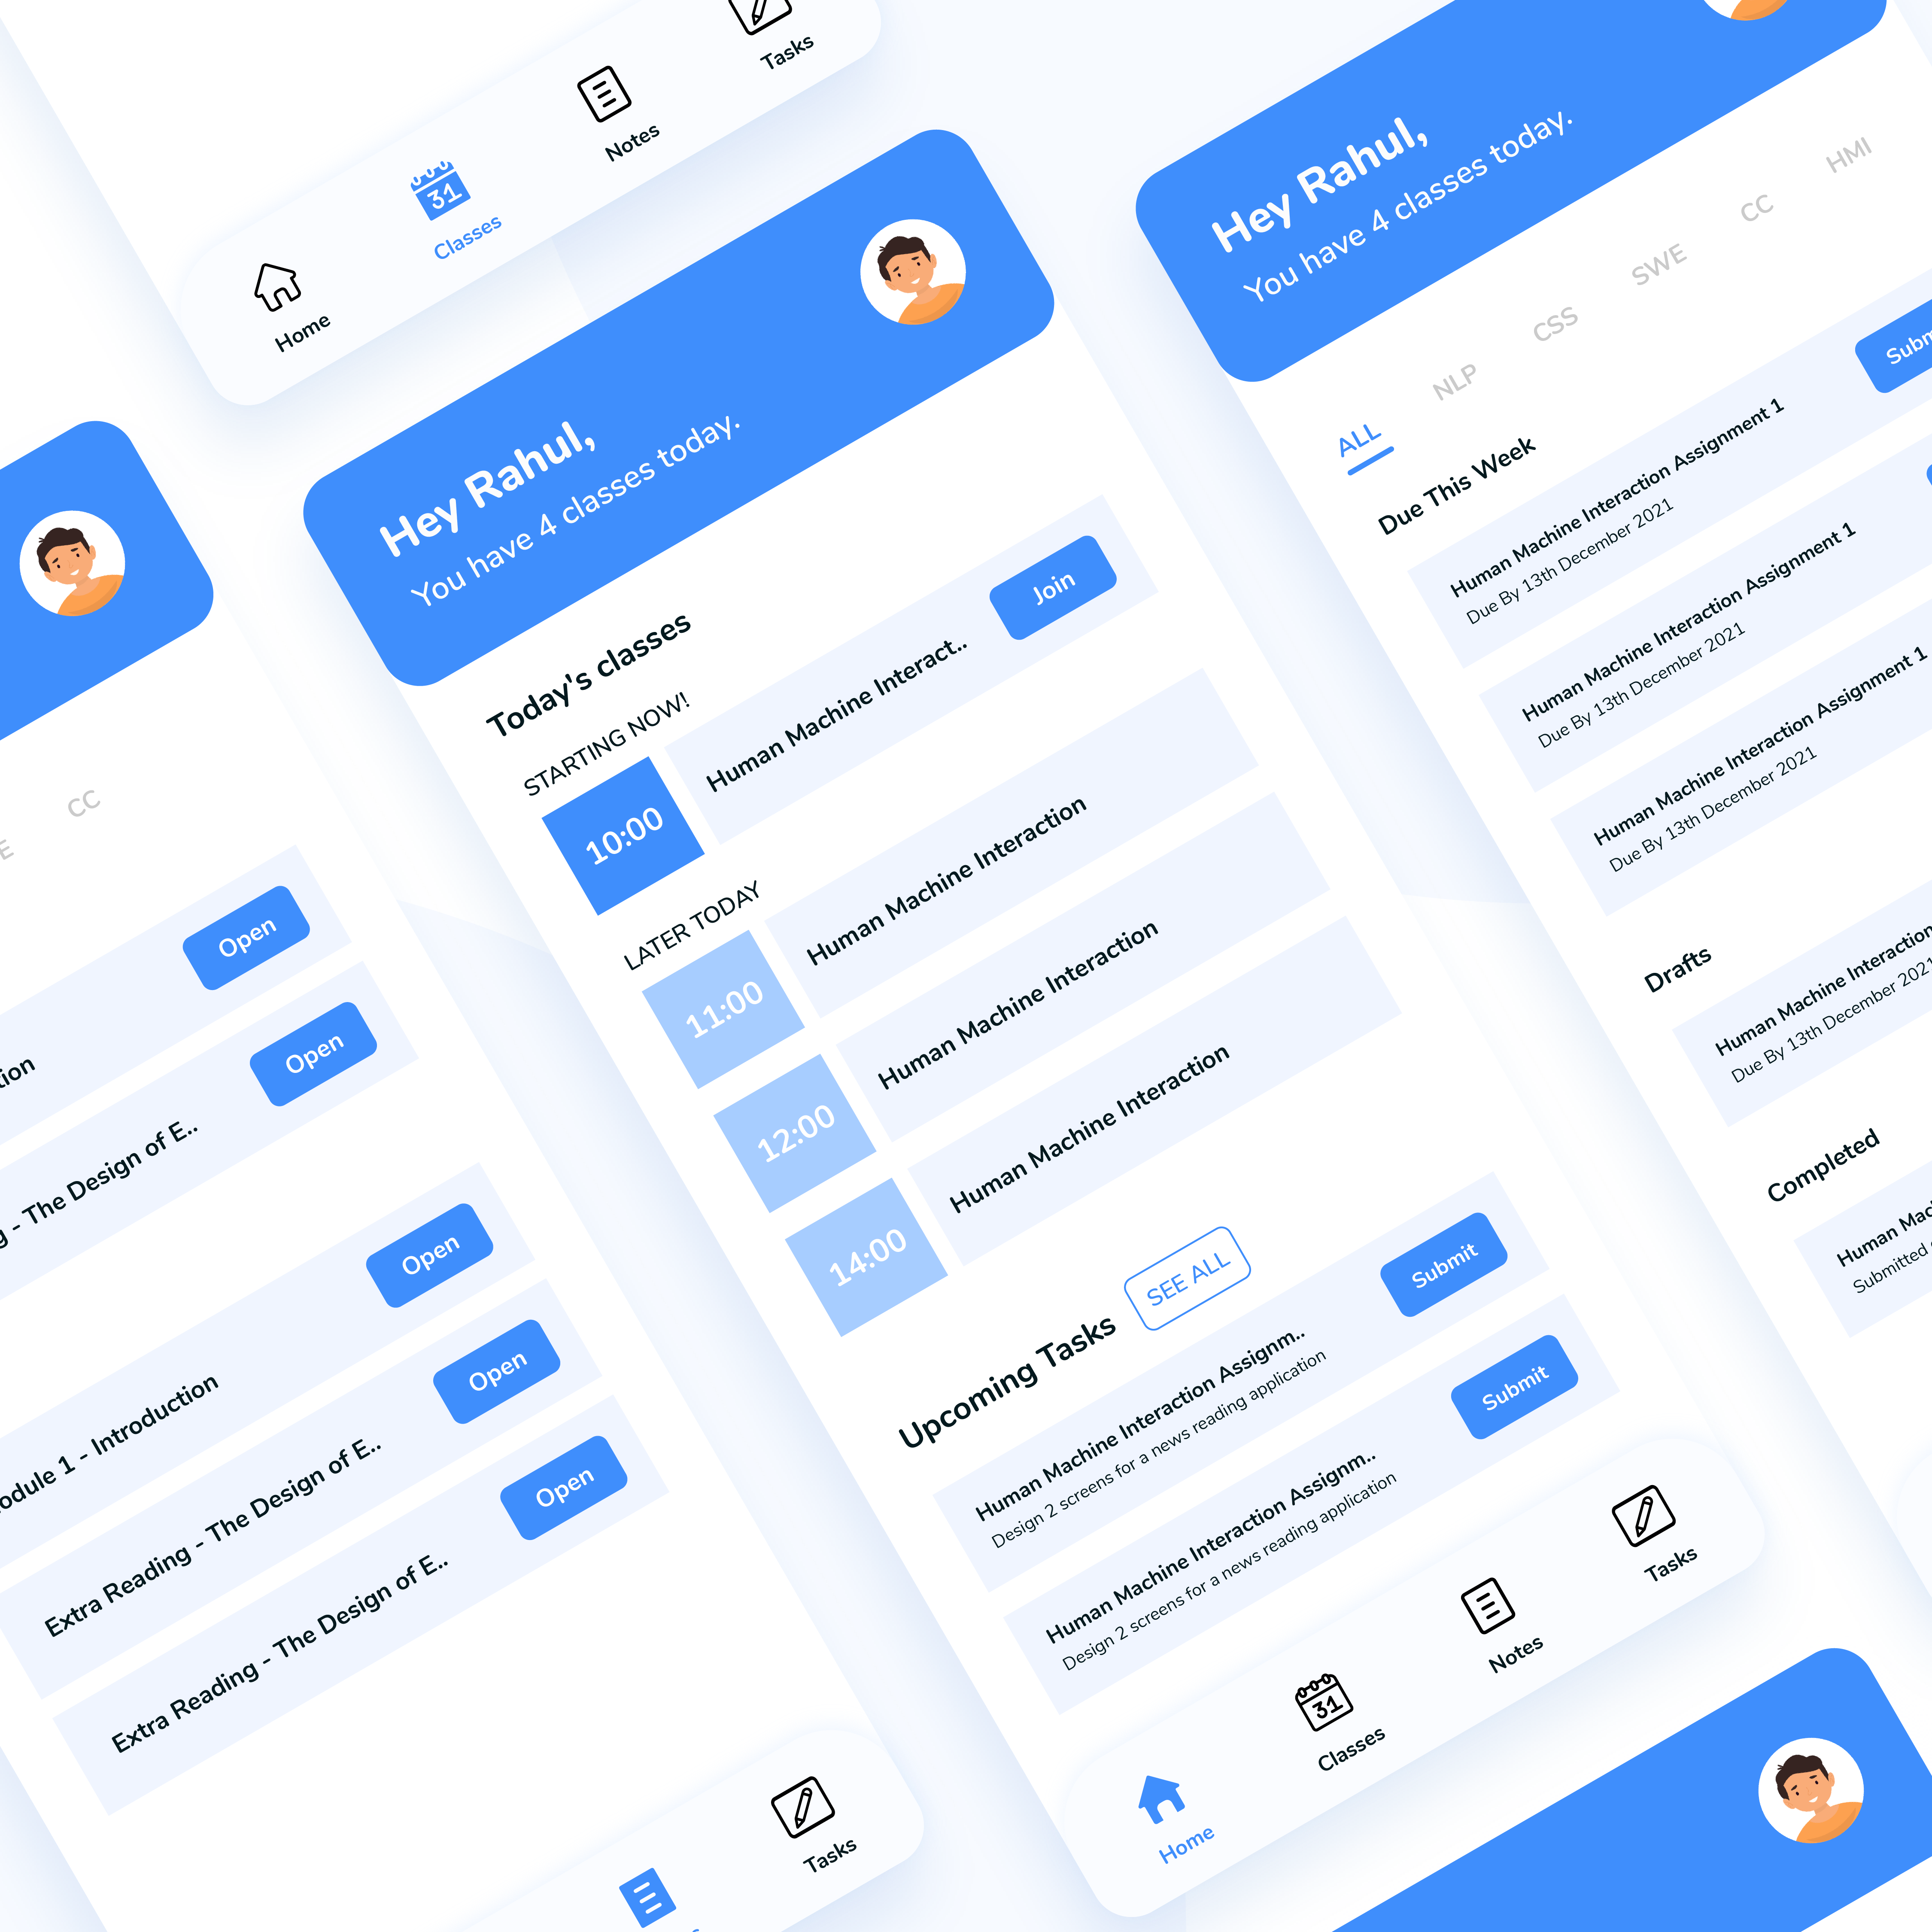 Home
31
Classes
Notes
Tasks
CC
Open
Open
- The Design of E..
Open
Module 1 - Introduction
Open
Extra Reading - The Design of E..
Open
Extra Reading - The Design of E..
Tasks
Hey Rahul,
You have 4 classes today.
Today's classes
STARTING NOW!
10:00
Human Machine Interact..
Join
LATER TODAY
11:00
Human Machine Interaction
12:00
Human Machine Interaction
14:00
Human Machine Interaction
Upcoming Tasks
SEE ALL
Human Machine Interaction Assignm..
Design 2 screens for a news reading application
Submit
Human Machine Interaction Assignm..
Design 2 screens for a news reading application
Submit
Home
31
Classes
Notes
Tasks
Hey Rahul,
You have 4 classes today.
ALL
NLP
CSS
SWE
CC
HMI
Due This Week
Human Machine Interaction Assignment 1
Due By 13th December 2021
Human Machine Interaction Assignment 1
Due By 13th December 2021
Human Machine Interaction Assignment 1
Due By 13th December 2021
Drafts
Human Machine Interaction
Due By 13th December 2021
Completed
Human
Submitted